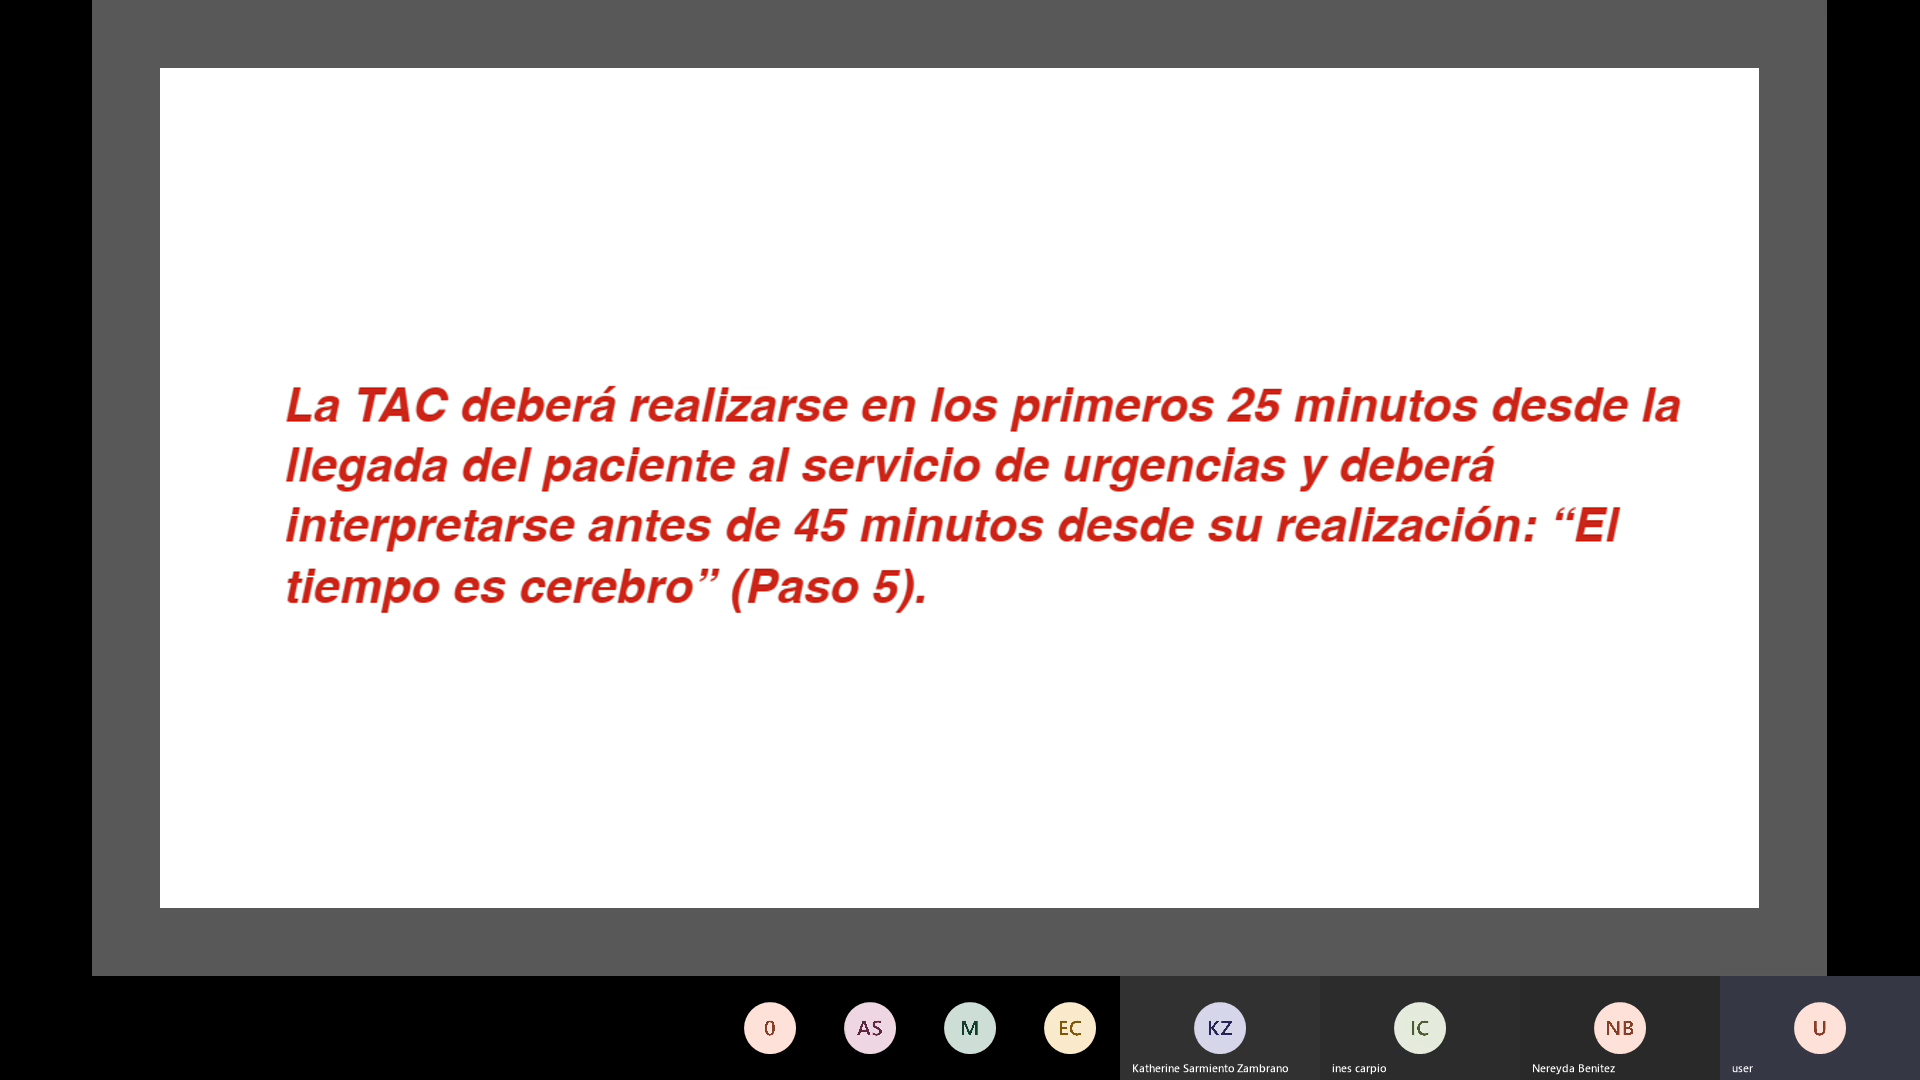 La TAC deberá realizarse en los primeros 25 minutos desde la
llegada del paciente al servicio de urgencias y deberá
interpretarse antes de 45 minutos desde su realización: “El
tiempo es cerebro” (Paso 5).
0 AS M EC KZ IC NB U
Katherine Sarmiento Zambrano ines carpio Nereyda Benitez user